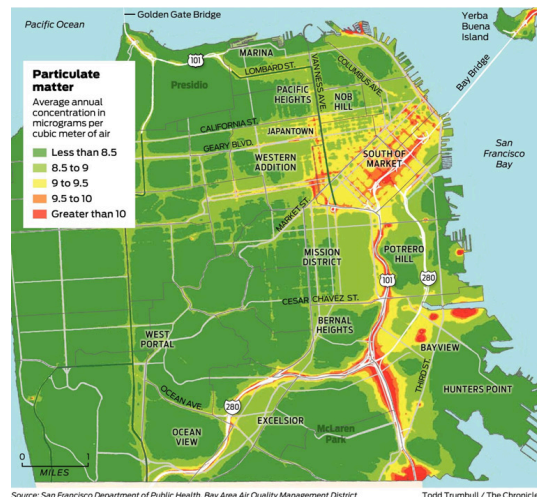 Pacific Ocean
Golden Gate Bridge
Yerba
Buena
Island
Bay Bridge
San
Francisco
Bay
Particulate
matter
Average annual
concentration in
micrograms per
cubic meter of air
Less than 8.5
8.5 to 9
9 to 9.5
9.5 to 10
Greater than 10
101
MARINA
LOMBARD ST.
Presidio
VAN NESS AVE.
COLUMBUS AVE.
PACIFIC
HEIGHTS
NOB
HILL
CALIFORNIA ST.
JAPANTOWN
GEARY BLVD.
WESTERN
ADDITION
SOUTH OF
MARKET
MARKET ST.
MISSION
DISTRICT
POTRERO
HILL
101
280
CESAR CHAVEZ ST.
BERNAL
HEIGHTS
WEST
PORTAL
BAYVIEW
THIRD ST.
HUNTERS POINT
OCEAN AVE.
280
EXCELSIOR
OCEAN
VIEW
McLaren
Park
0 1
MILES
Source: San Francisco Department of Public Health, Bay Area Air Quality Management District
Todd Trumbull / The Chronicle